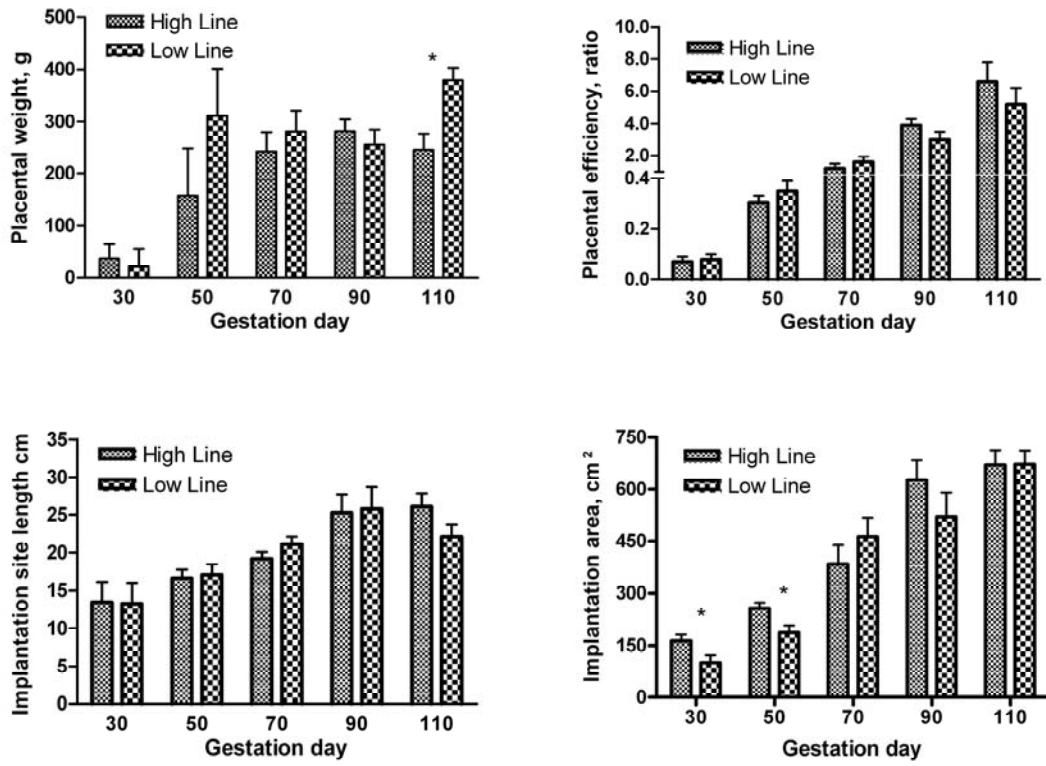 Placental weight, g
500
400
300
200
100
0
High Line
Low Line
*
30 50 70 90 110
Gestation day
Placental efficiency, ratio
10.0
8.0
6.0
4.0
2.0
0.4
0.2
0.0
High Line
Low Line
30 50 70 90 110
Gestation day
Implantation site length cm
35
30
25
20
15
10
5
0
High Line
Low Line
30 50 70 90 110
Gestation day
Implantation area, cm²
750
600
450
300
150
0
High Line
Low Line
*
*
30 50 70 90 110
Gestation day